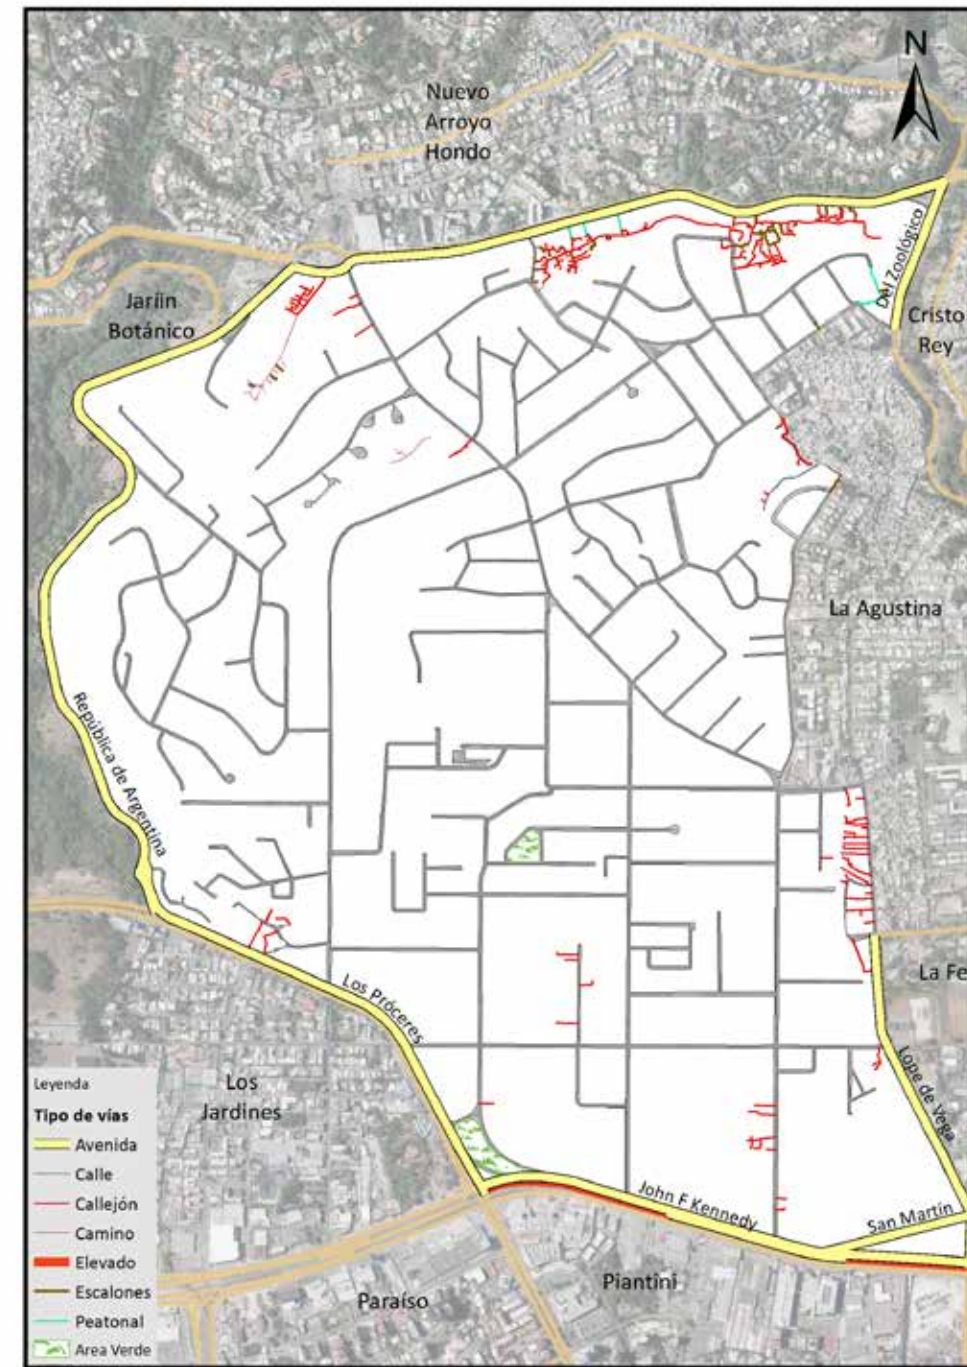 N
Nuevo
Arroyo
Hondo
Del Zoológico
Jariin
Botánico
Cristo
Rey
La Agustina
República de Argentina
La Fe
Los Próceres
Lope de Vega
Los
Jardines
John F Kennedy
San Martín
Piantini
Paraíso
Leyenda
Tipo de vías
Avenida
Calle
Callejón
Camino
Elevado
Escalones
Peatonal
Area Verde